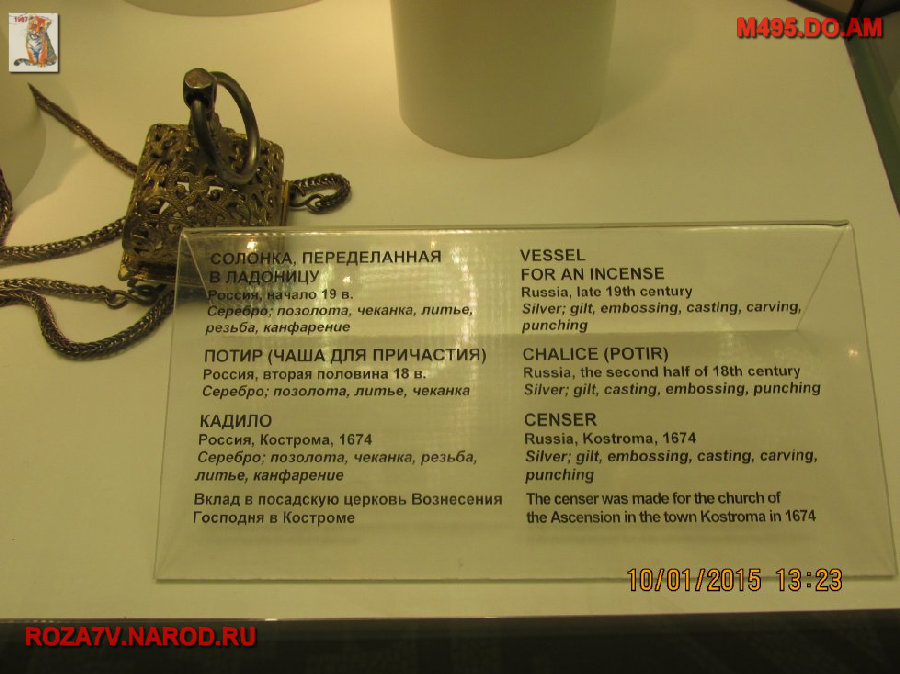 1987
M495.DO.AM
СОЛОНКА, ПЕРЕДЕЛАННАЯ
В ЛАДОНИЦУ
Россия, начало 19 в.
Серебро; позолота, чеканка, литье,
резьба, канфарение
ПОТИР (ЧАША ДЛЯ ПРИЧАСТИЯ)
Россия, вторая половина 18 в.
Серебро; позолота, литье, чеканка
КАДИЛО
Россия, Кострома, 1674
Серебро; позолота, чеканка, резьба,
литье, канфарение
Вклад в посадскую церковь Вознесения
Господня в Костроме
VESSEL
FOR AN INCENSE
Russia, late 19th century
Silver; gilt, embossing, casting, carving,
punching
CHALICE (POTIR)
Russia, the second half of 18th century
Silver; gilt, casting, embossing, punching
CENSER
Russia, Kostroma, 1674
Silver; gilt, embossing, casting, carving,
punching
The censer was made for the church of
the Ascension in the town Kostroma in 1674
10/01/2015 13:23
ROZA7V.NAROD.RU